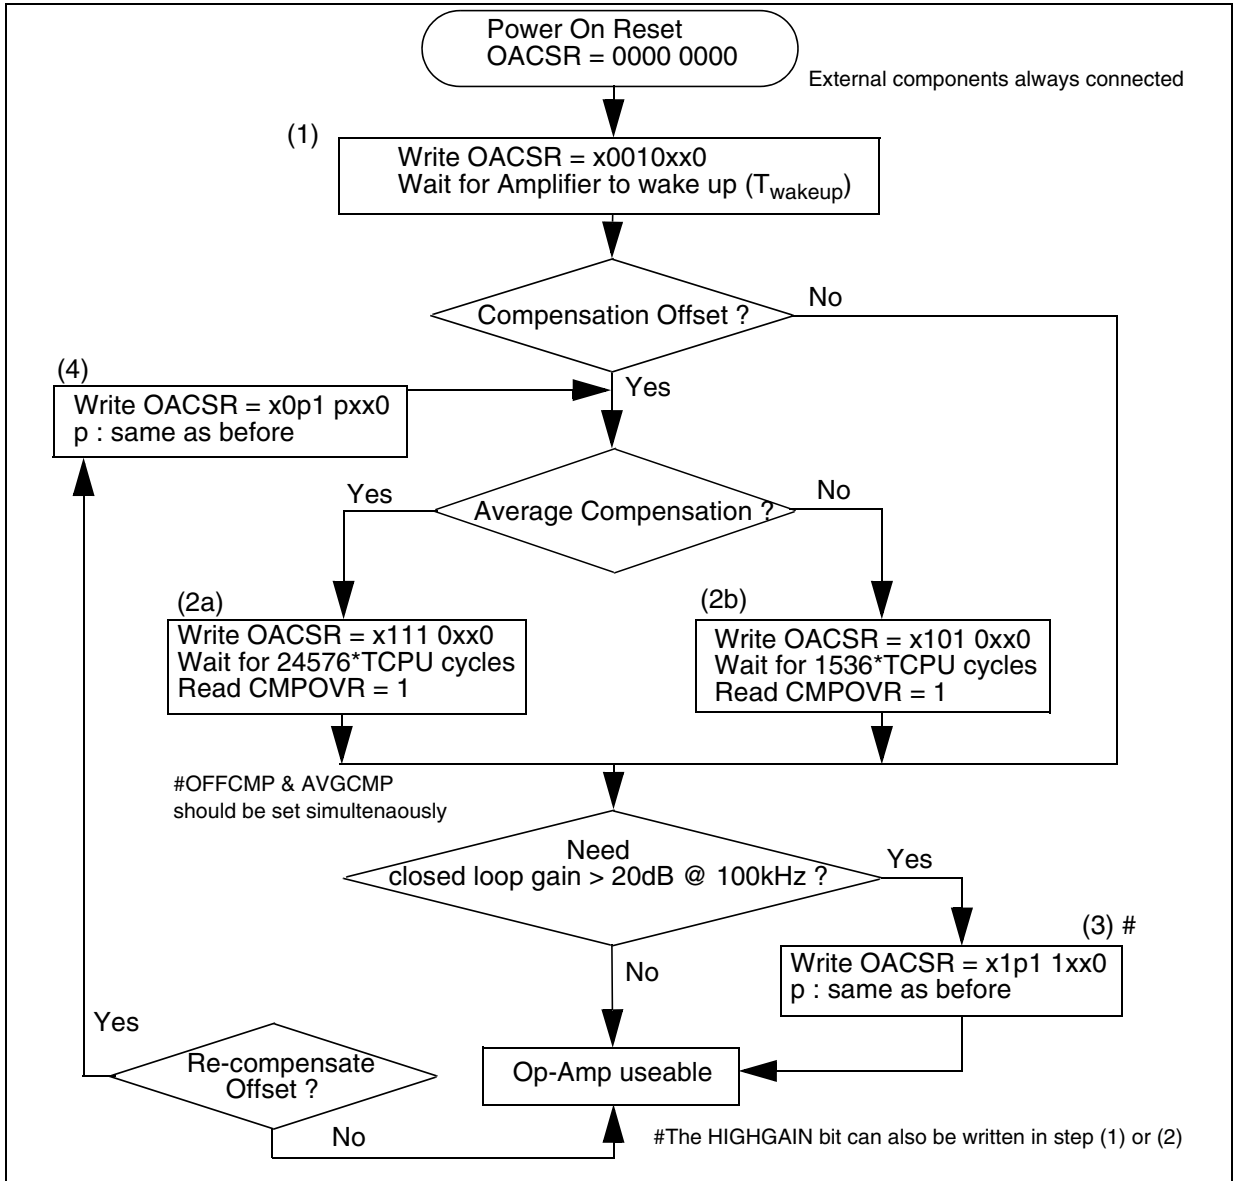 Power On Reset
OACSR = 0000 0000
External components always connected
(1)
Write OACSR = x0010xx0
Wait for Amplifier to wake up (Twakeup)
Compensation Offset ?
No
Yes
(4)
Write OACSR = x0p1 pxx0
p : same as before
Average Compensation ?
Yes
No
(2a)
Write OACSR = x111 0xx0
Wait for 24576*TCPU cycles
Read CMPOVR = 1
(2b)
Write OACSR = x101 0xx0
Wait for 1536*TCPU cycles
Read CMPOVR = 1
#OFFCMP & AVGCMP
should be set simultenaously
Need
closed loop gain > 20dB @ 100kHz ?
Yes
No
(3) #
Write OACSR = x1p1 1xx0
p : same as before
Op-Amp useable
Yes
Re-compensate
Offset ?
No
#The HIGHGAIN bit can also be written in step (1) or (2)